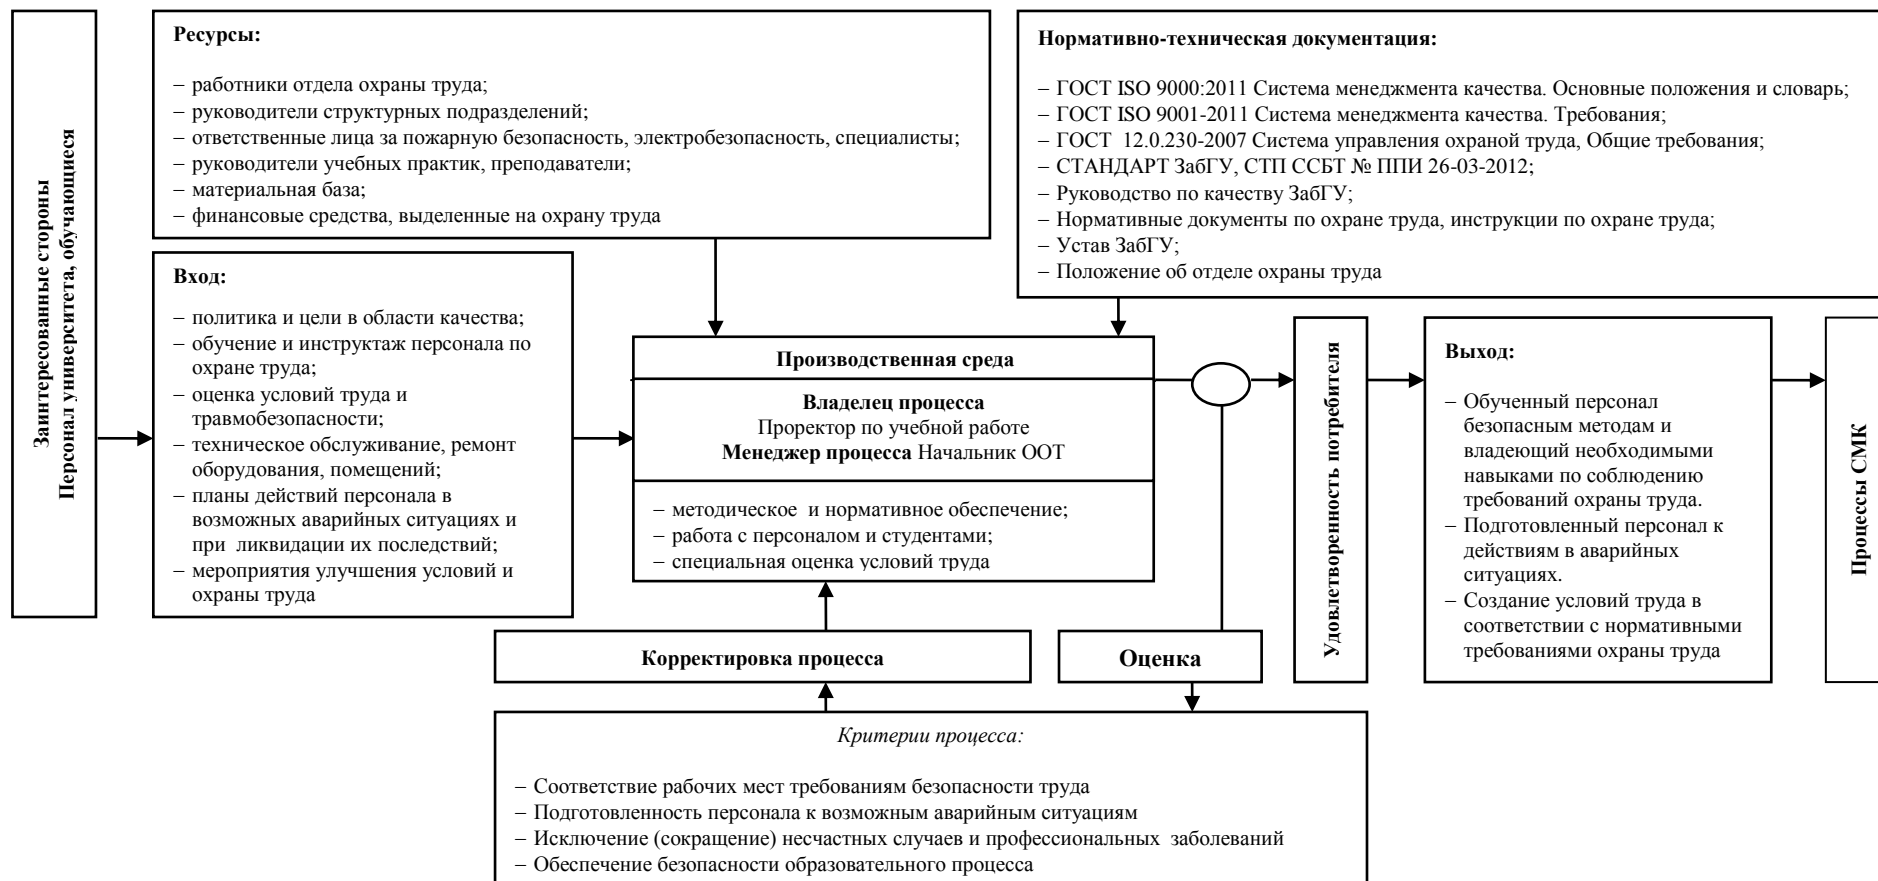 Заинтересованные стороны
Персонал университета, обучающиеся
Ресурсы:
– работники отдела охраны труда;
– руководители структурных подразделений;
– ответственные лица за пожарную безопасность, электробезопасность, специалисты;
– руководители учебных практик, преподаватели;
– материальная база;
– финансовые средства, выделенные на охрану труда
Нормативно-техническая документация:
– ГОСТ ISO 9000:2011 Система менеджмента качества. Основные положения и словарь;
– ГОСТ ISO 9001-2011 Система менеджмента качества. Требования;
– ГОСТ 12.0.230-2007 Система управления охраной труда, Общие требования;
– СТАНДАРТ ЗабГУ, СТП ССБТ № ППИ 26-03-2012;
– Руководство по качеству ЗабГУ;
– Нормативные документы по охране труда, инструкции по охране труда;
– Устав ЗабГУ;
– Положение об отделе охраны труда
Вход:
– политика и цели в области качества;
– обучение и инструктаж персонала по
охране труда;
– оценка условий труда и
травмобезопасности;
– техническое обслуживание, ремонт
оборудования, помещений;
– планы действий персонала в
возможных аварийных ситуациях и
при ликвидации их последствий;
– мероприятия улучшения условий и
охраны труда
Производственная среда
Владелец процесса
Проректор по учебной работе
Менеджер процесса Начальник ООТ
– методическое и нормативное обеспечение;
– работа с персоналом и студентами;
– специальная оценка условий труда
Удовлетворенность потребителя
Выход:
– Обученный персонал
безопасным методам и
владеющий необходимыми
навыками по соблюдению
требований охраны труда.
– Подготовленный персонал к
действиям в аварийных
ситуациях.
– Создание условий труда в
соответствии с нормативными
требованиями охраны труда
Процессы СМК
Корректировка процесса
Оценка
Критерии процесса:
– Соответствие рабочих мест требованиям безопасности труда
– Подготовленность персонала к возможным аварийным ситуациям
– Исключение (сокращение) несчастных случаев и профессиональных заболеваний
– Обеспечение безопасности образовательного процесса